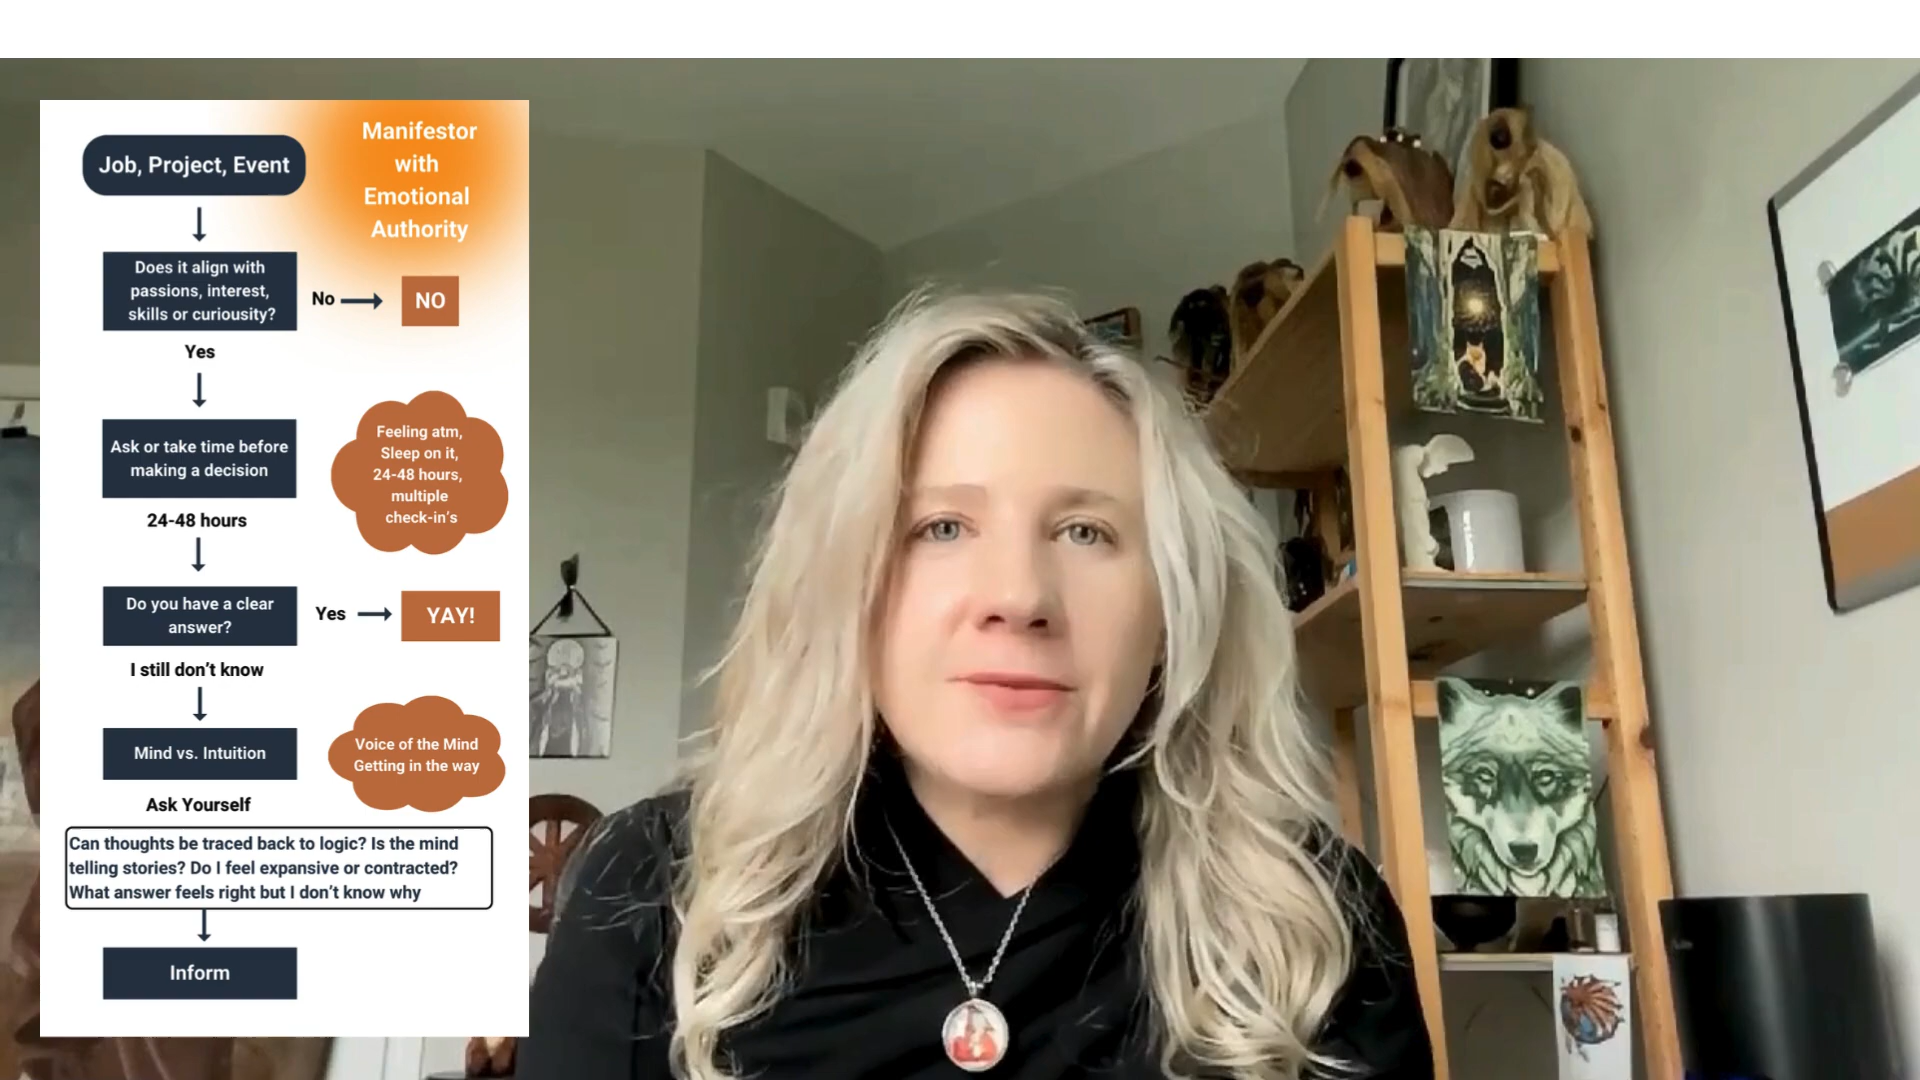 Manifestor
with
Emotional
Authority
Job, Project, Event
Does it align with
passions, interest,
skills or curiousity?
No
NO
Yes
Ask or take time before
making a decision
Feeling atm,
Sleep on it,
24-48 hours,
multiple
check-in's
24-48 hours
Do you have a clear
answer?
Yes
YAY!
I still don't know
Mind vs. Intuition
Voice of the Mind
Getting in the way
Ask Yourself
Can thoughts be traced back to logic? Is the mind
telling stories? Do I feel expansive or contracted?
What answer feels right but I don't know why
Inform